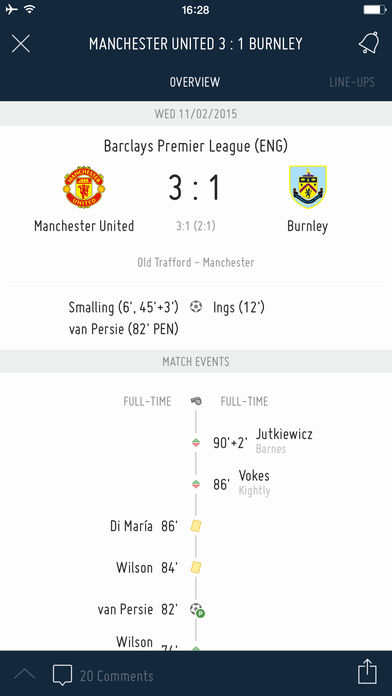 16:28
MANCHESTER UNITED 3 : 1 BURNLEY
OVERVIEW
LINE-UPS
WED 11/02/2015
Barclays Premier League (ENG)
3 : 1
Manchester United
3:1 (2:1)
Burnley
Old Trafford - Manchester
Smalling (6', 45'+3') Ings (12')
van Persie (82' PEN)
MATCH EVENTS
FULL-TIME FULL-TIME
90'+2' Jutkiewicz
Barnes
86' Vokes
Kightly
Di María 86'
Wilson 84'
van Persie 82'
P
Wilson
74'
20 Comments